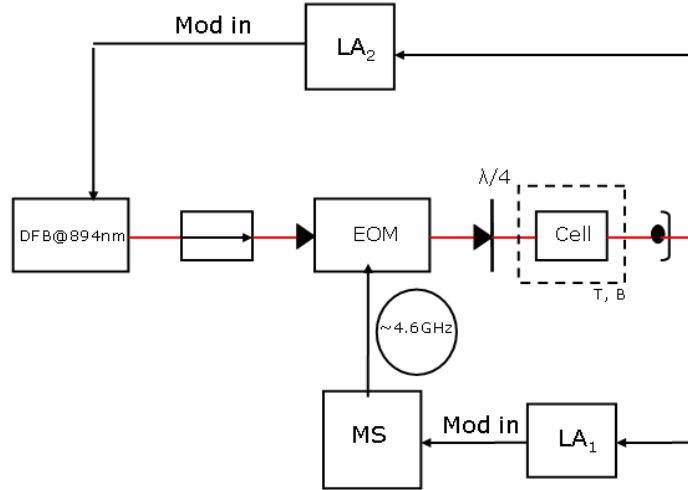 Mod in
LA₂
λ/4
DFB@894nm
EOM
Cell
T, B
~4.6GHz
MS
Mod in
LA₁